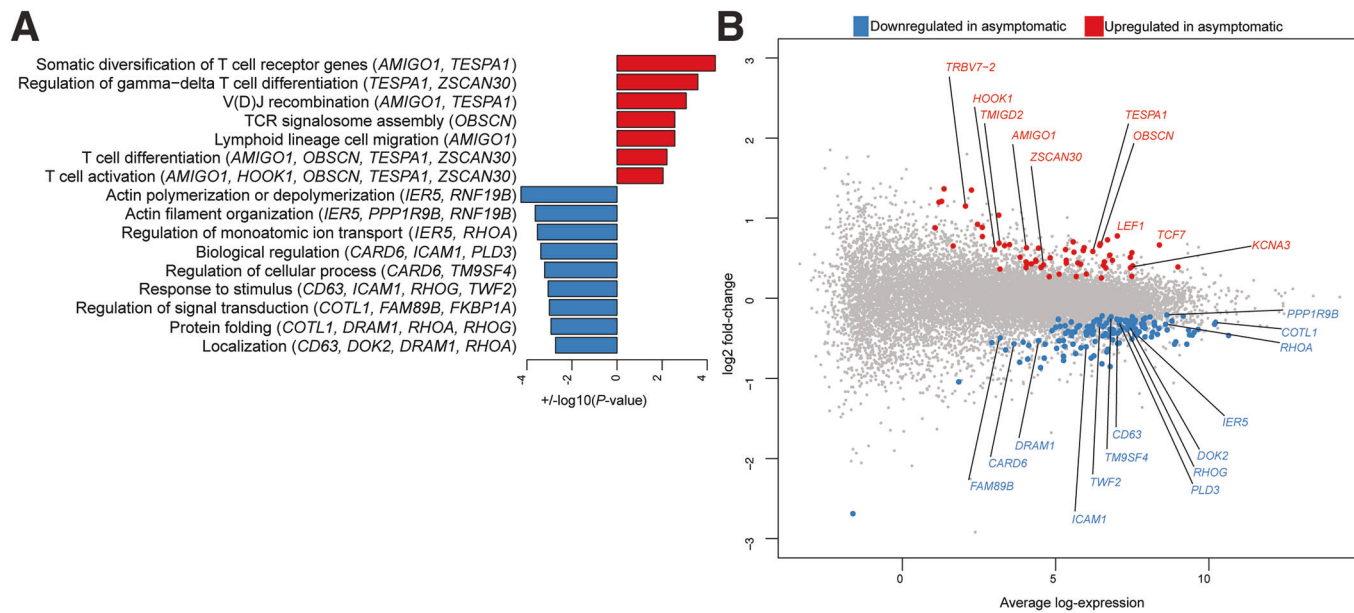 A
Somatic diversification of T cell receptor genes (AMIGO1, TESPA1)
Regulation of gamma−delta T cell differentiation (TESPA1, ZSCAN30)
V(D)J recombination (AMIGO1, TESPA1)
TCR signalosome assembly (OBSCN)
Lymphoid lineage cell migration (AMIGO1)
T cell differentiation (AMIGO1, OBSCN, TESPA1, ZSCAN30)
T cell activation (AMIGO1, HOOK1, OBSCN, TESPA1, ZSCAN30)
Actin polymerization or depolymerization (IER5, RNF19B)
Actin filament organization (IER5, PPP1R9B, RNF19B)
Regulation of monoatomic ion transport (IER5, RHOA)
Biological regulation (CARD6, ICAM1, PLD3)
Regulation of cellular process (CARD6, TM9SF4)
Response to stimulus (CD63, ICAM1, RHOG, TWF2)
Regulation of signal transduction (COTL1, FAM89B, FKBP1A)
Protein folding (COTL1, DRAM1, RHOA, RHOG)
Localization (CD63, DOK2, DRAM1, RHOA)
-4 -2 0 2 4
+/-log10(P-value)
B
Downregulated in asymptomatic
Upregulated in asymptomatic
3
2
1
0
−1
−2
−3
log2 fold−change
TRBV7−2
HOOK1
TMIGD2
AMIGO1
ZSCAN30
TESPA1
OBSCN
LEF1
TCF7
KCNA3
PPP1R9B
COTL1
RHOA
IER5
DOK2
RHOG
PLD3
CD63
TM9SF4
TWF2
ICAM1
DRAM1
CARD6
FAM89B
0 5 10
Average log−expression